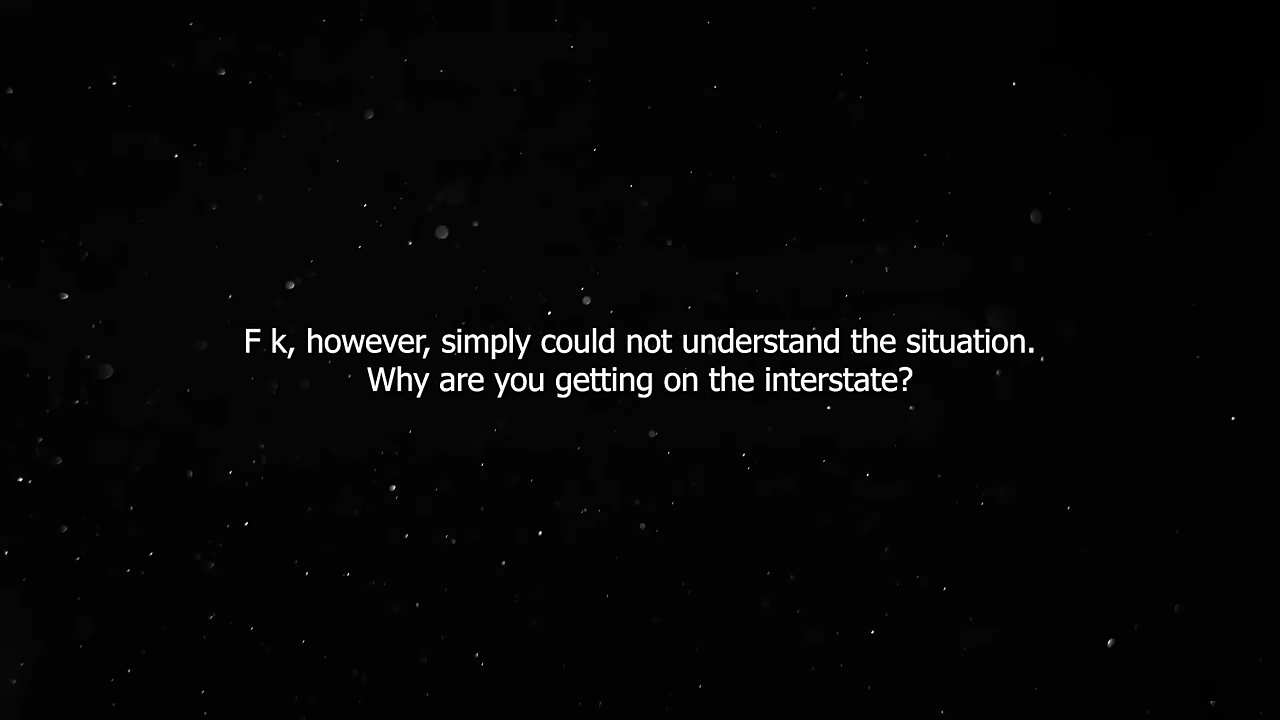 F k, however, simply could not understand the situation.
Why are you getting on the interstate?